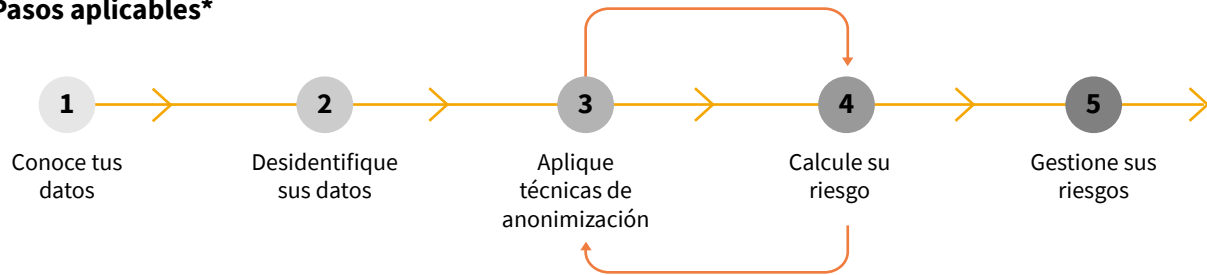 Pasos aplicables*
1
2
3
4
5
Conoce tus
datos
Desidentifique
sus datos
Aplique
técnicas de
anonimización
Calcule su
riesgo
Gestione sus
riesgos